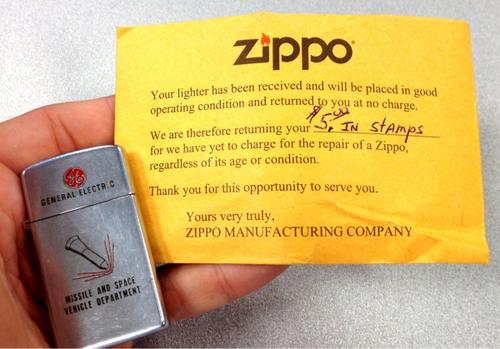 zippo
Your lighter has been received and will be placed in good
operating condition and returned to you at no charge.
We are therefore returning your $5.00 IN StAmps
for we have yet to charge for the repair of a Zippo,
regardless of its age or condition.
Thank you for this opportunity to serve you.
Yours very truly,
ZIPPO MANUFACTURING COMPANY
GE
GENERAL ELECTRIC
MISSILE AND SPACE
VEHICLE DEPARTMENT